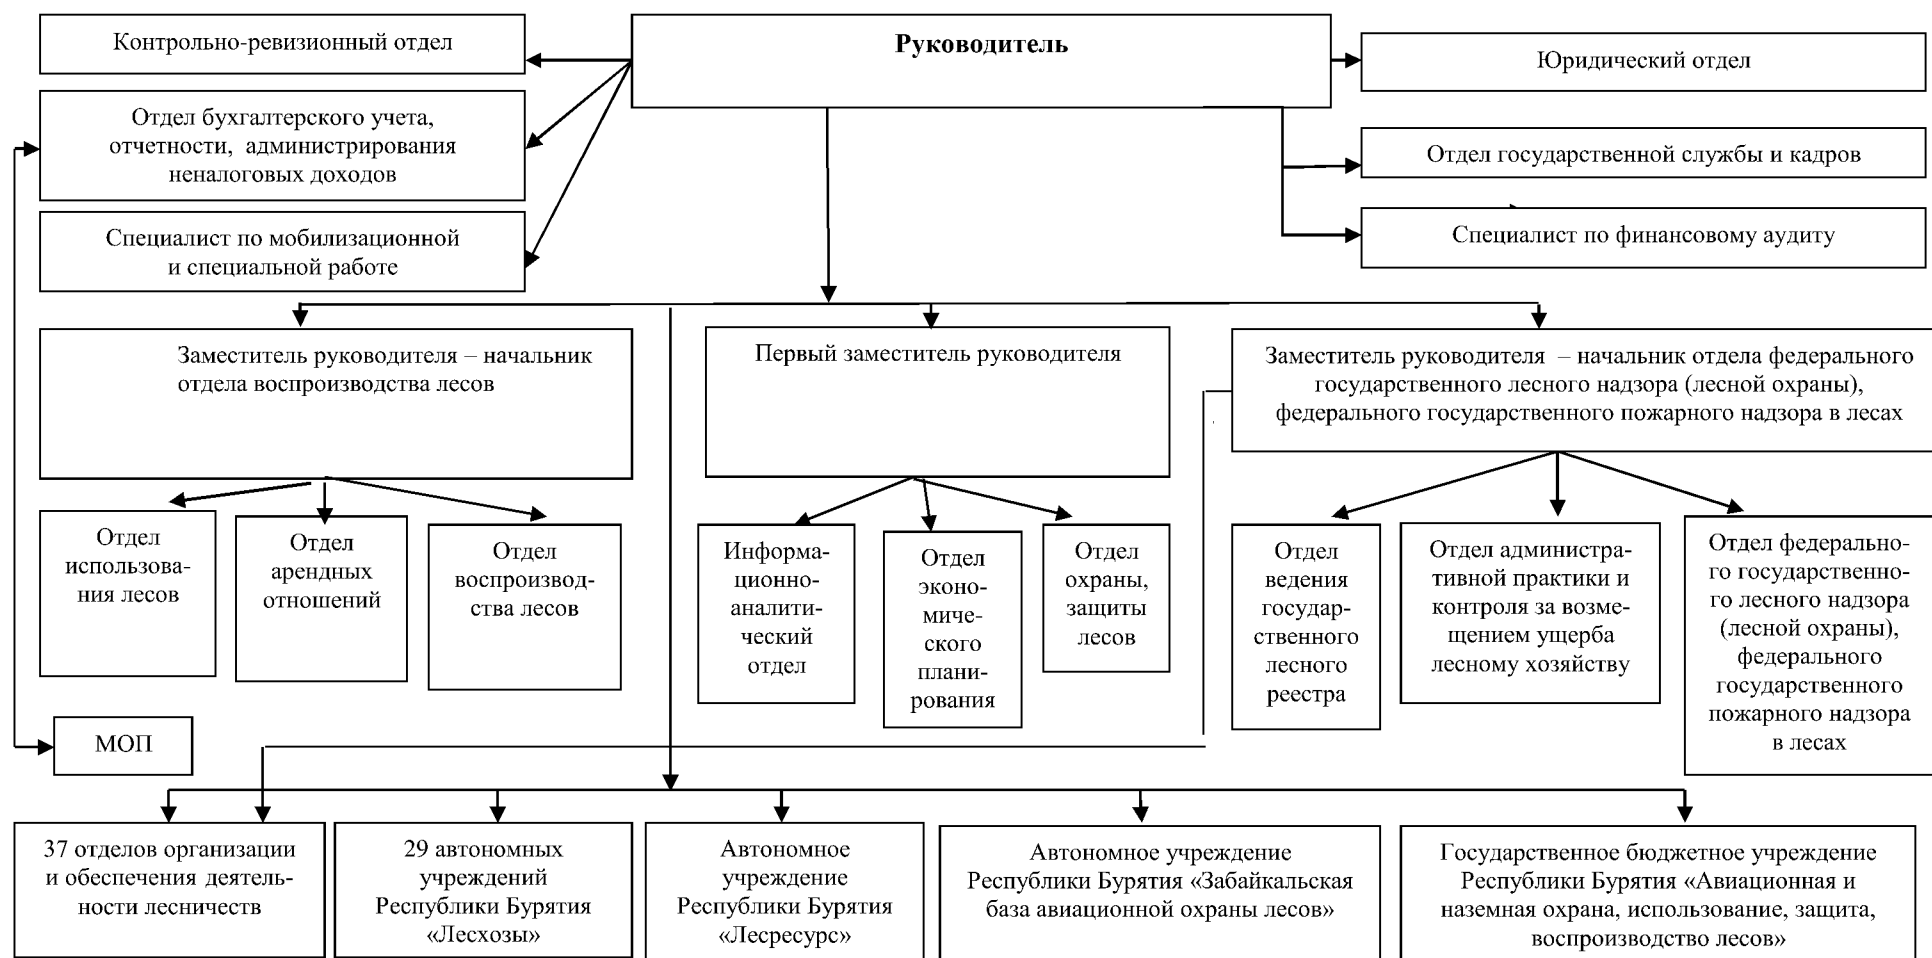 Руководитель
Контрольно-ревизионный отдел
Отдел бухгалтерского учета,
отчетности, администрирования
неналоговых доходов
Специалист по мобилизационной
и специальной работе
Юридический отдел
Отдел государственной службы и кадров
Специалист по финансовому аудиту
Заместитель руководителя – начальник
отдела воспроизводства лесов
Первый заместитель руководителя
Заместитель руководителя – начальник отдела федерального
государственного лесного надзора (лесной охраны),
федерального государственного пожарного надзора в лесах
Отдел
использова-
ния лесов
Отдел
арендных
отношений
Отдел
воспроизвод-
ства лесов
Информа-
ционно-
аналити-
ческий
отдел
Отдел
эконо-
миче-
ского
плани-
рования
Отдел
охраны,
защиты
лесов
Отдел
ведения
государ-
ственного
лесного
реестра
Отдел администра-
тивной практики и
контроля за возме-
щением ущерба
лесному хозяйству
Отдел федерально-
го государственно-
го лесного надзора
(лесной охраны),
федерального
государственного
пожарного надзора
в лесах
МОП
37 отделов организации
и обеспечения деятель-
ности лесничеств
29 автономных
учреждений
Республики Бурятия
«Лесхозы»
Автономное
учреждение
Республики Бурятия
«Лесресурс»
Автономное учреждение
Республики Бурятия «Забайкальская
база авиационной охраны лесов»
Государственное бюджетное учреждение
Республики Бурятия «Авиационная и
наземная охрана, использование, защита,
воспроизводство лесов»